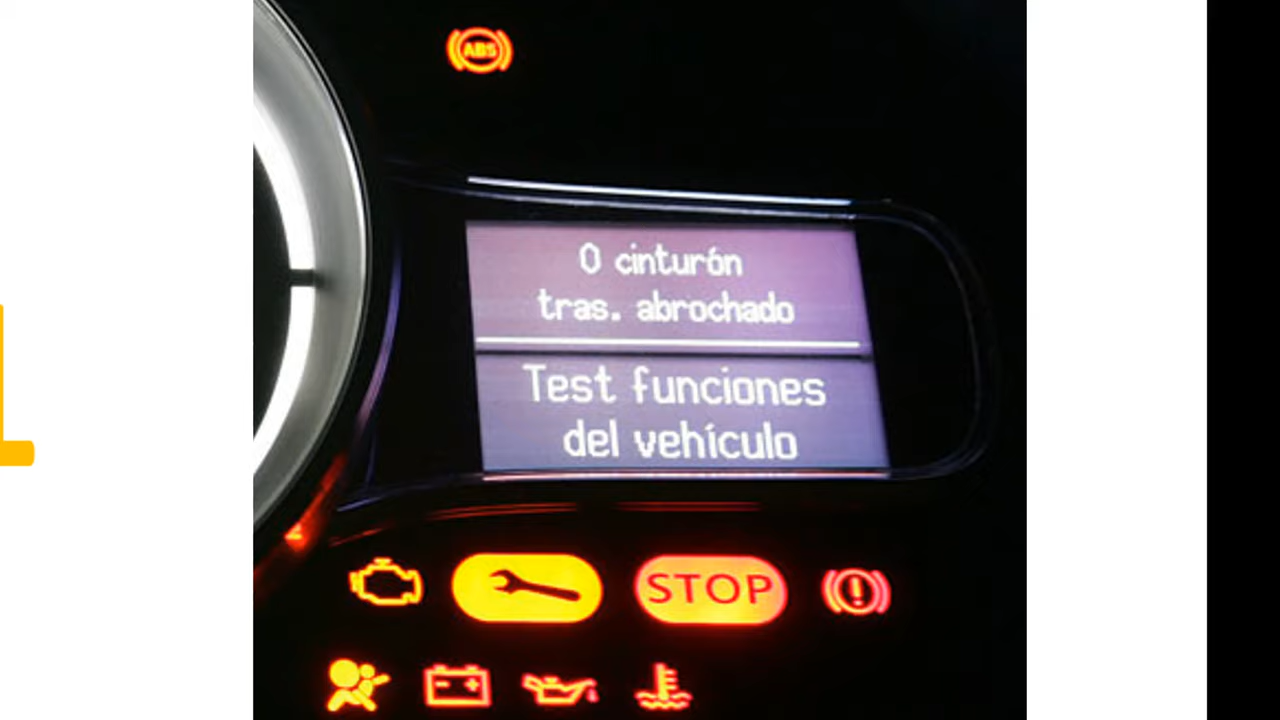 ABS
0 cinturón
tras. abrochado
Test funciones
del vehículo
STOP